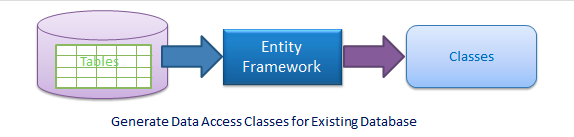 Tables
Entity
Framework
Classes
Generate Data Access Classes for Existing Database